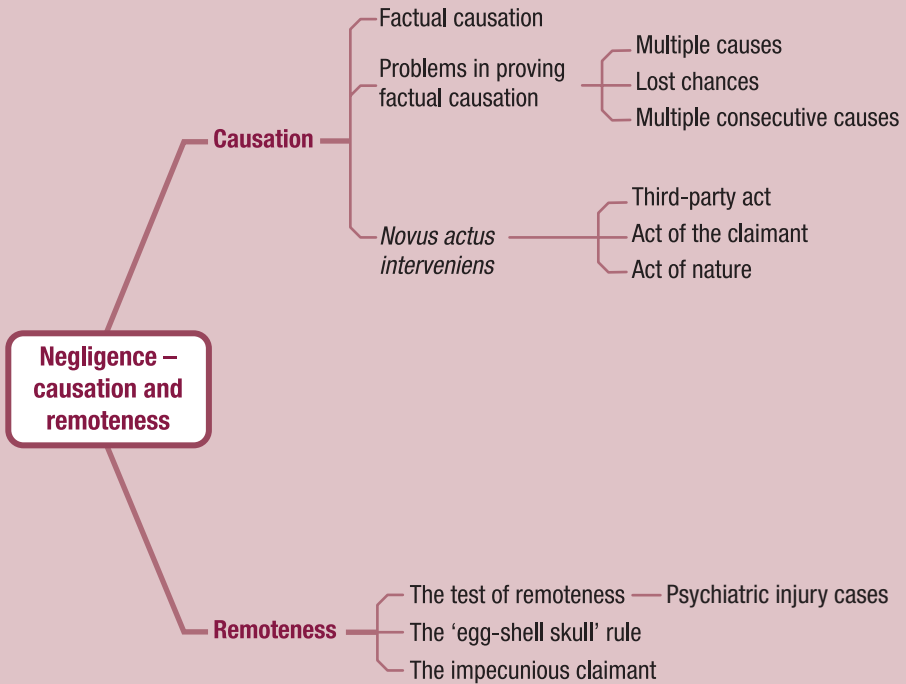 Factual causation
Problems in proving
factual causation
Multiple causes
Lost chances
Multiple consecutive causes
Causation
Novus actus
interveniens
Third-party act
Act of the claimant
Act of nature
Negligence –
causation and
remoteness
Remoteness
The test of remoteness
Psychiatric injury cases
The ‘egg-shell skull’ rule
The impecunious claimant